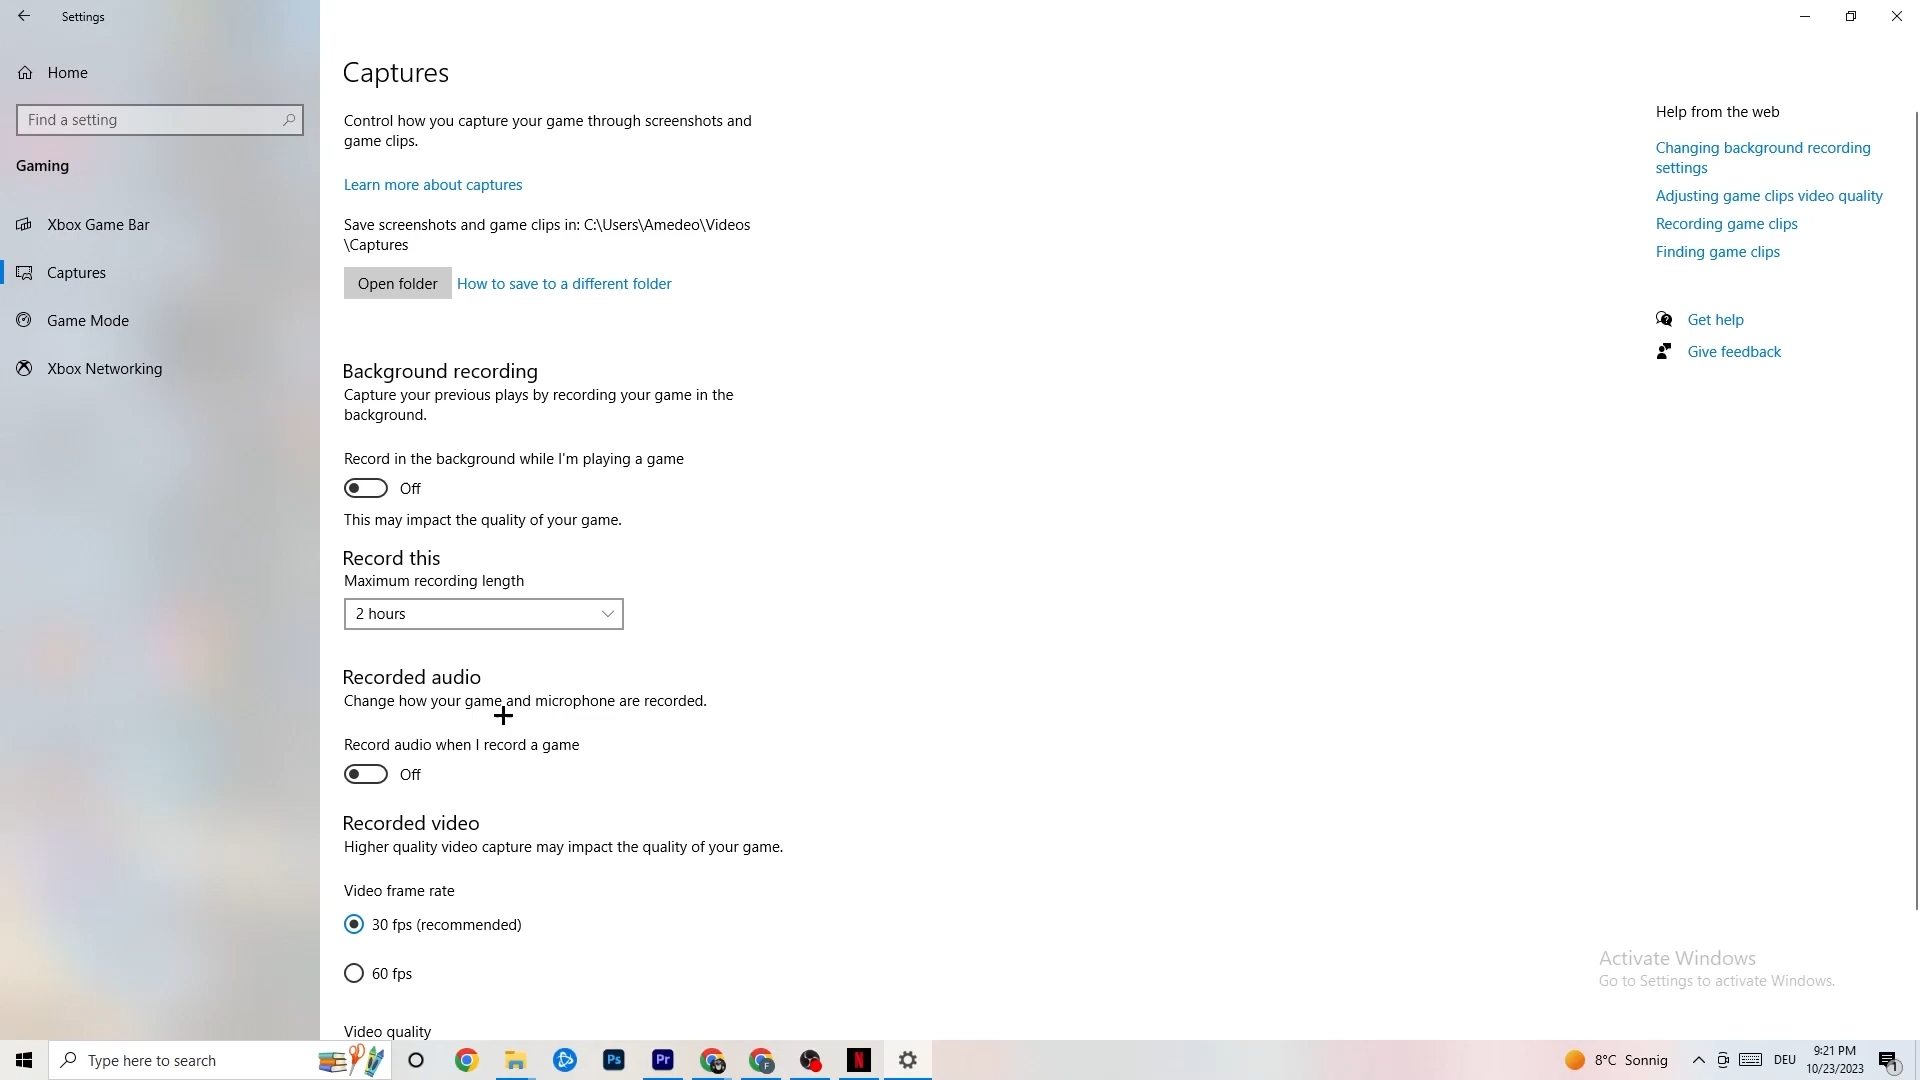 Settings
Home
Find a setting
Gaming
Xbox Game Bar
Captures
Game Mode
Xbox Networking
Captures
Control how you capture your game through screenshots and
game clips.
Learn more about captures
Save screenshots and game clips in: C:\Users\Amedeo\Videos
\Captures
Open folder
How to save to a different folder
Background recording
Capture your previous plays by recording your game in the
background.
Record in the background while I'm playing a game
Off
This may impact the quality of your game.
Record this
Maximum recording length
2 hours
Recorded audio
Change how your game and microphone are recorded.
Record audio when I record a game
Off
Recorded video
Higher quality video capture may impact the quality of your game.
Video frame rate
30 fps (recommended)
60 fps
Video quality
Help from the web
Changing background recording
settings
Adjusting game clips video quality
Recording game clips
Finding game clips
Get help
Give feedback
Activate Windows
Go to Settings to activate Windows.
Type here to search
Ps
Pr
F
N
8°C Sonnig
DEU
9:21 PM
10/23/2023
1